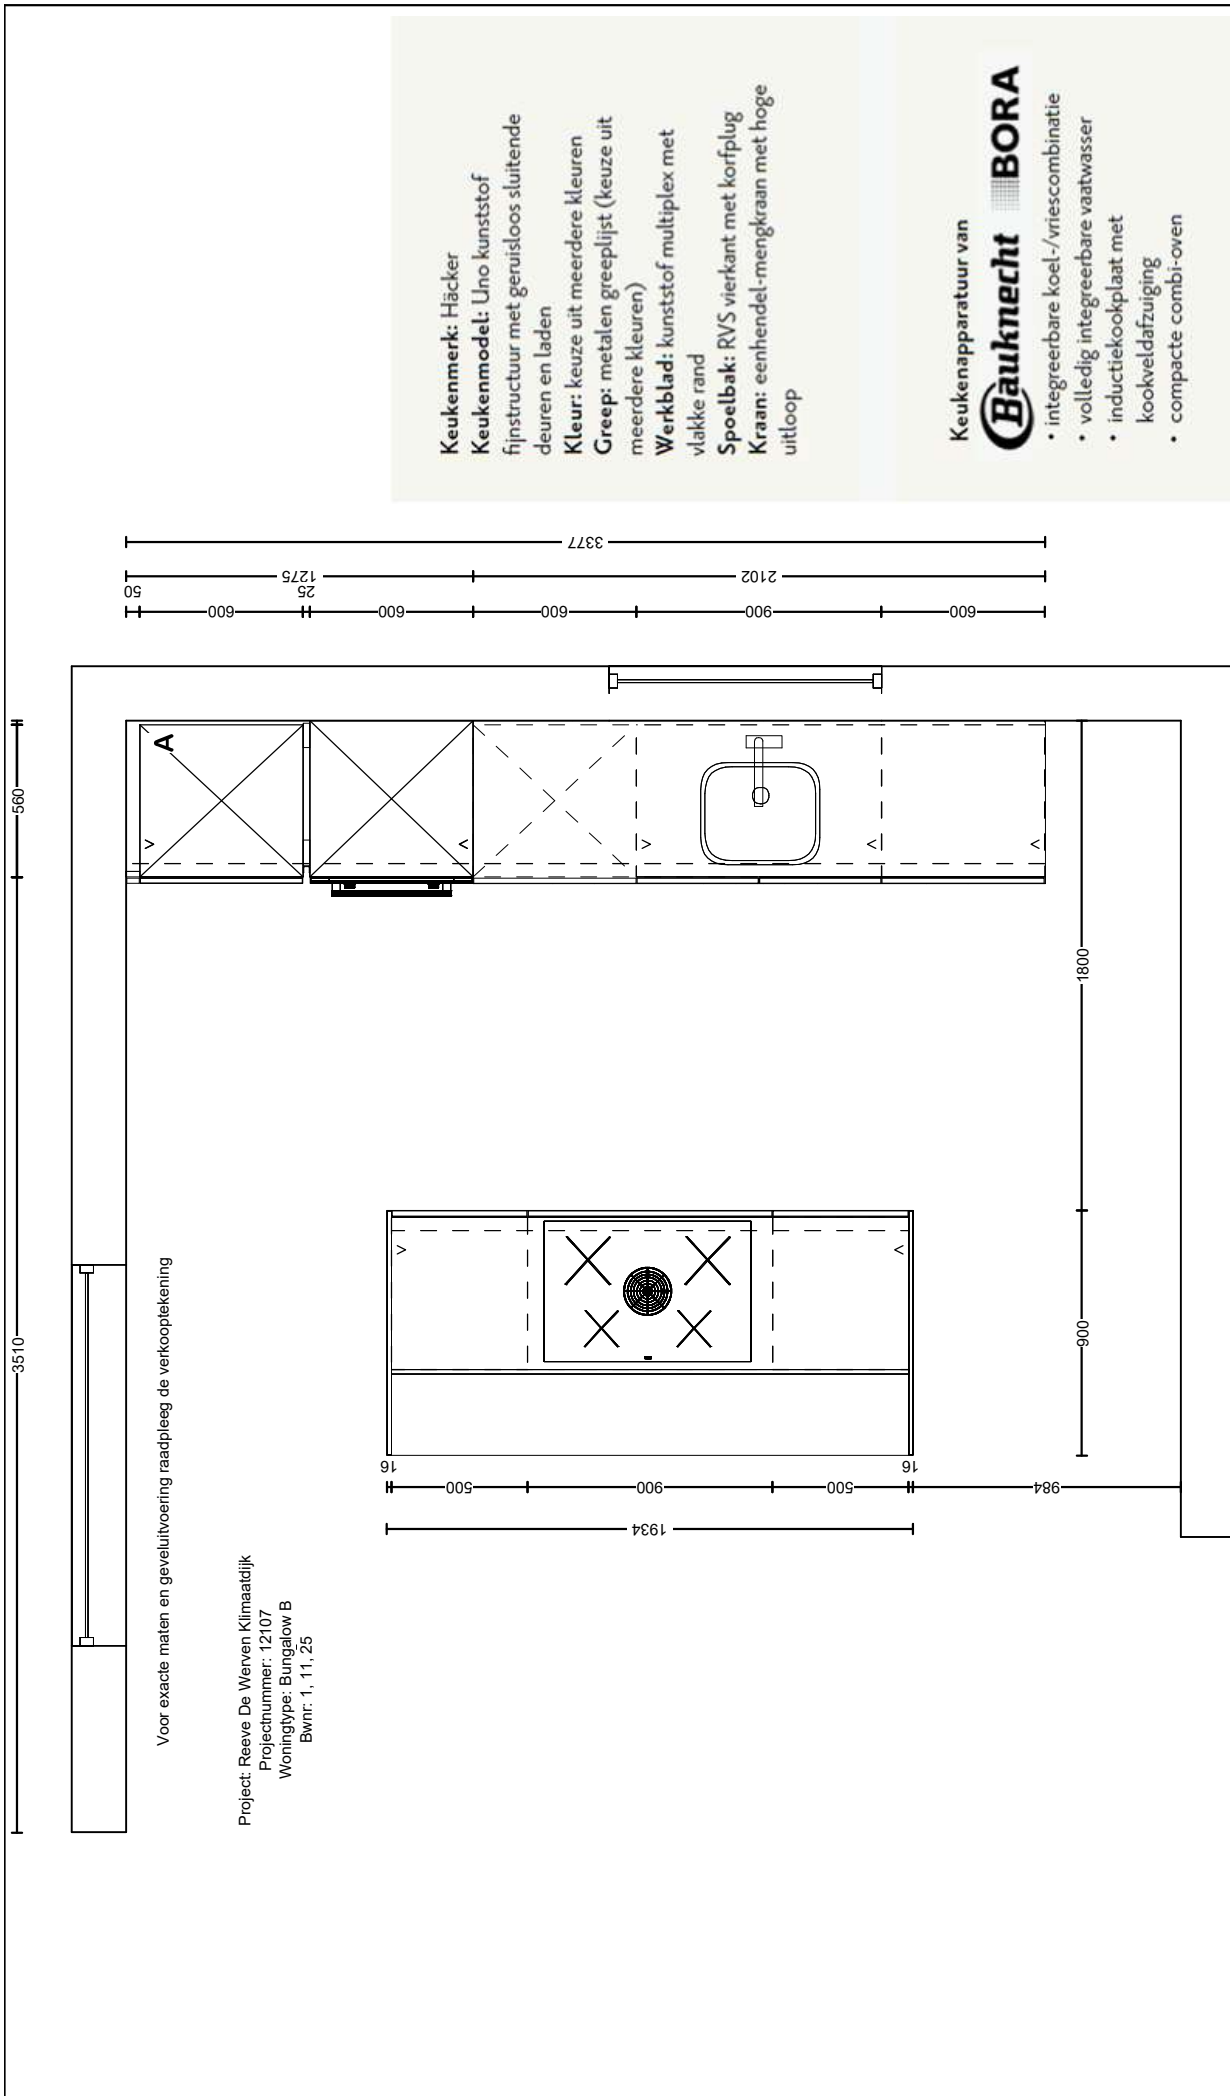 Keukenmerk: Häcker
Keukenmodel: Uno kunststof
fijnstructuur met geruisloos sluitende
deuren en laden
Kleur: keuze uit meerdere kleuren
Greep: metalen greeplijst (keuze uit
meerdere kleuren)
Werkblad: kunststof multiplex met
vlakke rand
Spoelbak: RVS vierkant met korfplug
Kraan: eenhendel-mengkraan met hoge
uitloop
Keukenapparatuur van
Bauknecht BORA
• integreerbare koel-/vriescombinatie
• volledig integreerbare vaatwasser
• inductiekookplaat met
kookveldafzuiging
• compacte combi-oven
3377
1275
2102
50
600
25
600
600
900
600
560
3510
A
1800
900
16
500
900
500
16
984
1934
Voor exacte maten en geveluitvoering raadpleeg de verkooptekening
Project: Reeve De Werven Klimaatdijk
Projectnummer: 12107
Woningtype: Bungalow B
Bwnr: 1, 11, 25